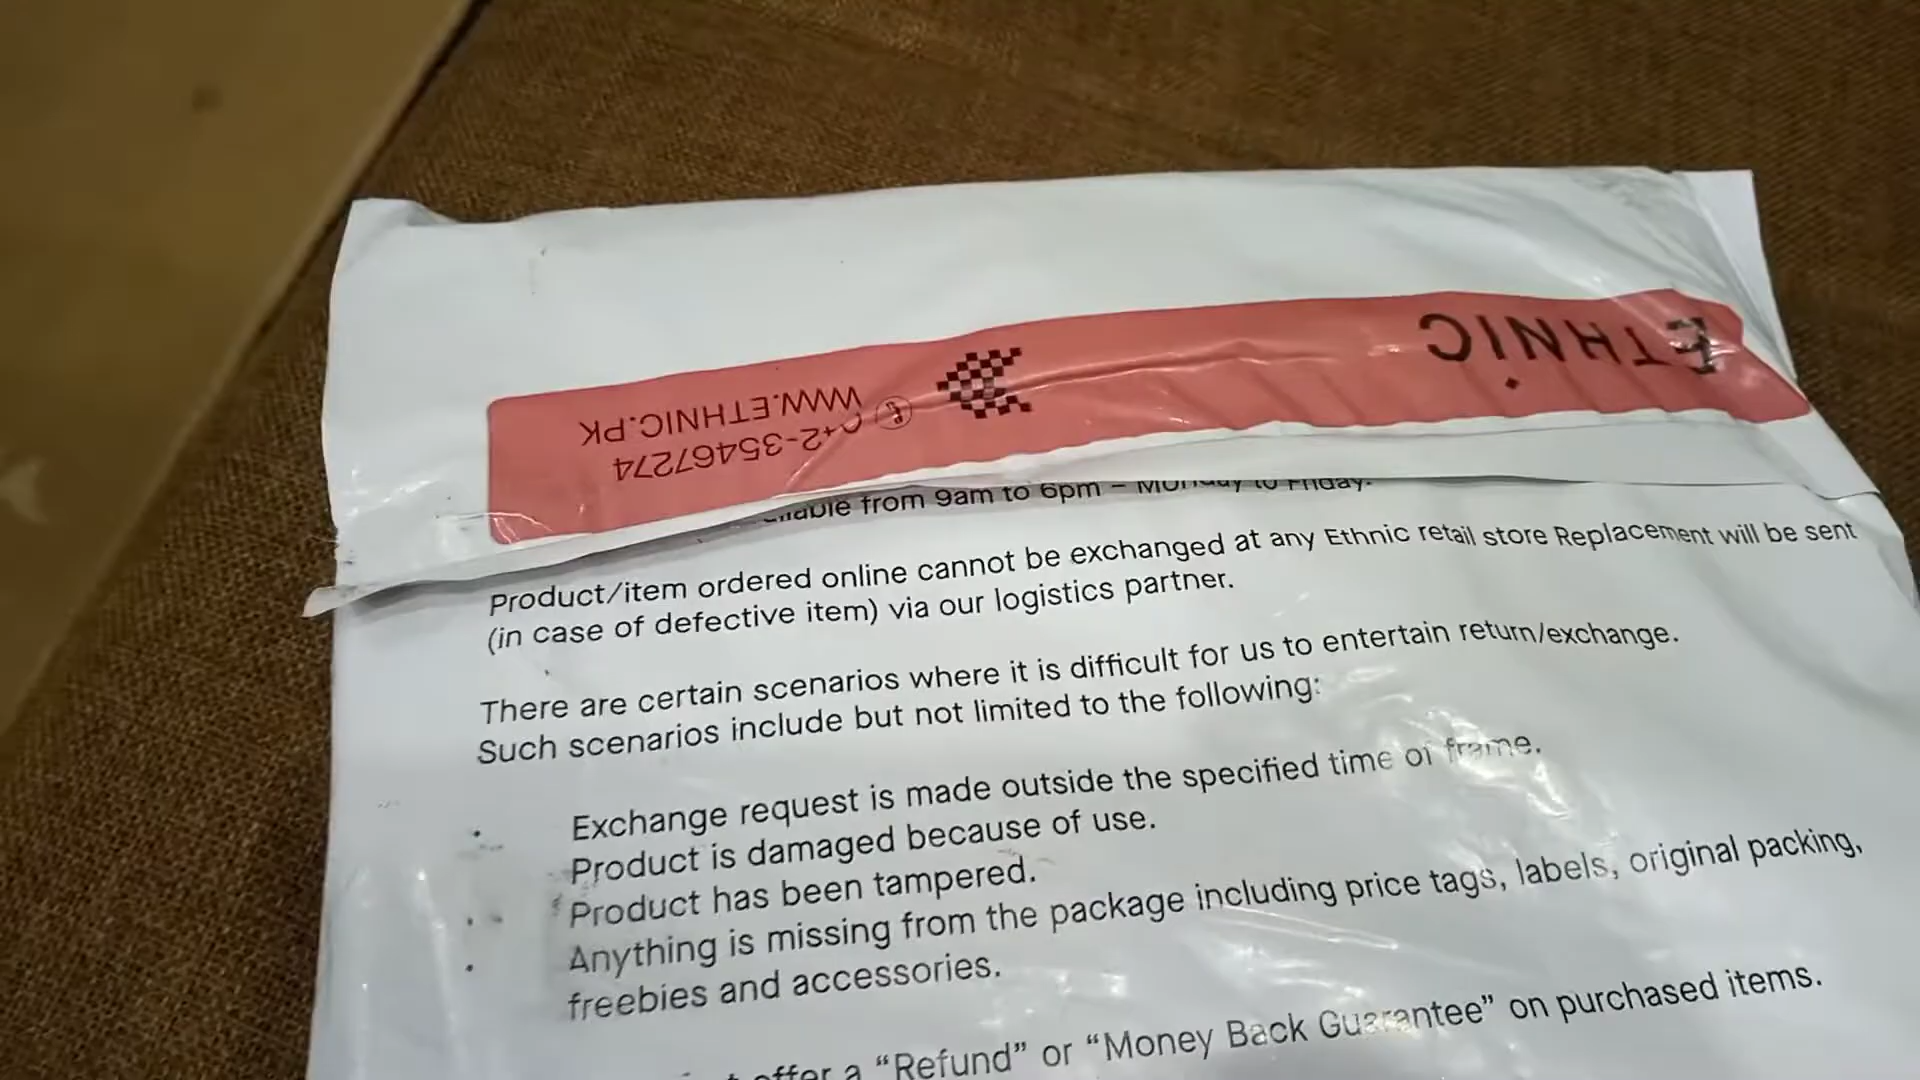 ETHNIC
WWW.ETHNIC.PK
2-35467274
from 9am to 6pm – Monday to Friday.
Product/item ordered online cannot be exchanged at any Ethnic retail store Replacement will be sent
(in case of defective item) via our logistics partner.
There are certain scenarios where it is difficult for us to entertain return/exchange.
Such scenarios include but not limited to the following:
Exchange request is made outside the specified time of frame.
Product is damaged because of use.
Product has been tampered.
Anything is missing from the package including price tags, labels, original packing,
freebies and accessories.
offer a “Refund” or “Money Back Guarantee” on purchased items.